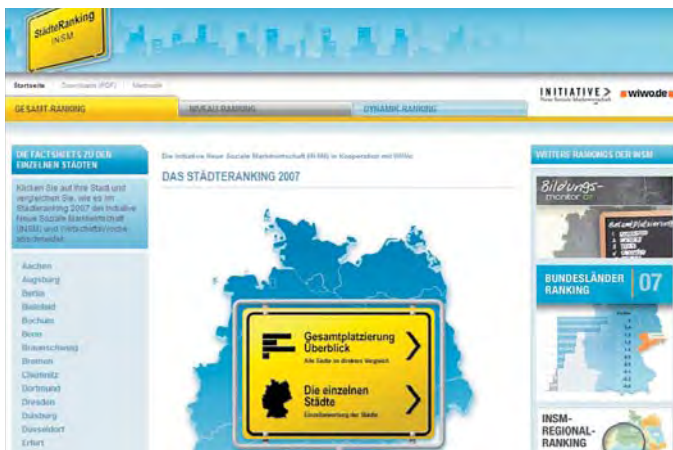 StädteRanking
INSM
Startseite Downloads (PDF) Methodik
INITIATIVE >
Neue Soziale Marktwirtschaft
wiwo.de
GESAMT-RANKING
NIVEAU-RANKING
DYNAMIK-RANKING
DIE FACTSHEETS ZU DEN
EINZELNEN STÄDTEN
Klicken Sie auf Ihre Stadt und
vergleichen Sie, wie es im
Städteranking 2007 der Initiative
Neue Soziale Marktwirtschaft
(INSM) und Wirtschaftswoche
abschneidet.
Aachen
Augsburg
Berlin
Bielefeld
Bochum
Bonn
Braunschweig
Bremen
Chemnitz
Dortmund
Dresden
Duisburg
Düsseldorf
Erfurt
Die Initiative Neue Soziale Marktwirtschaft (INSM) in Kooperation mit
DAS STÄDTERANKING 2007
Gesamtplatzierung
Überblick
Alle Städte im direkten Vergleich
Die einzelnen
Städte
Einzelbewertung der Städte
WEITERE RANKINGS DER INSM
Bildungs-
monitor 07
Gesamtplatzierung
BUNDESLÄNDER
RANKING
07
INSM-
REGIONAL-
RANKING